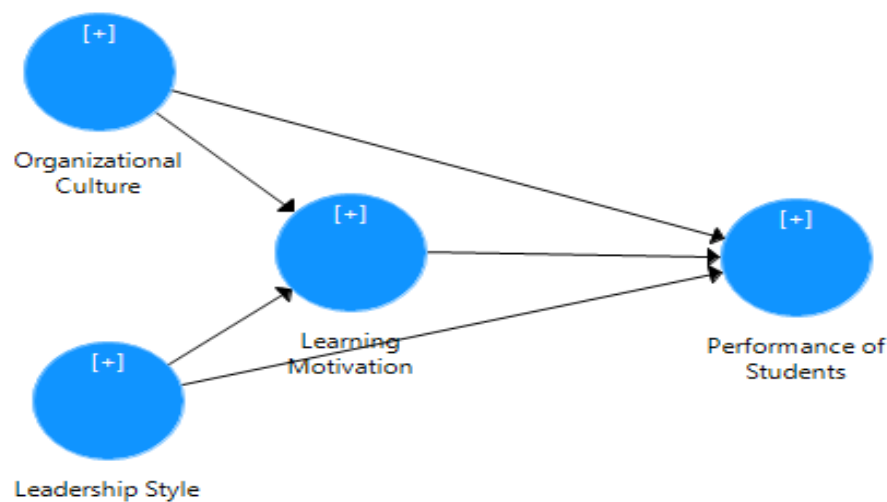 [+]
Organizational
Culture
[+]
Learning
Motivation
[+]
Performance of
Students
[+]
Leadership Style